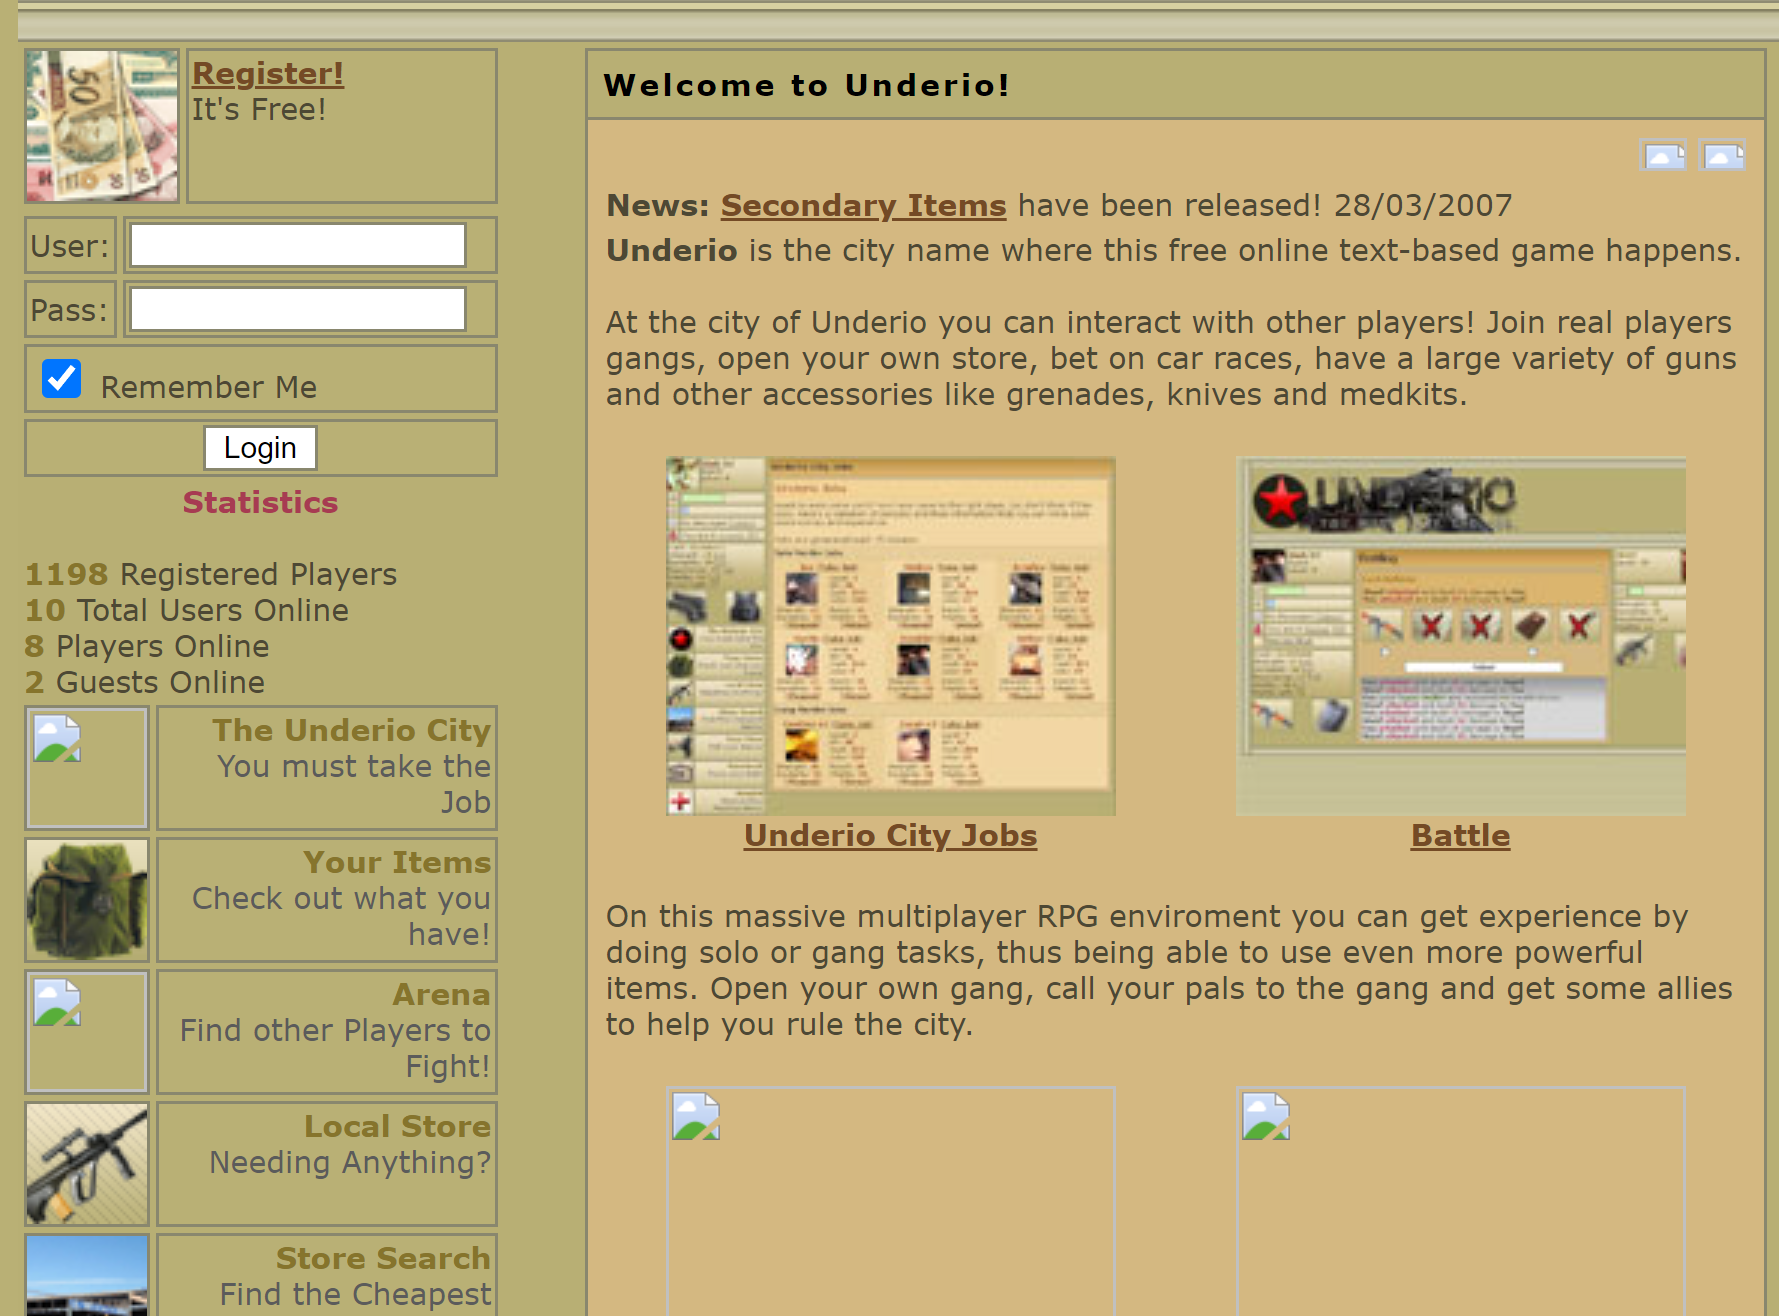 Register!
It's Free!
User:
Pass:
Remember Me
Login
Statistics
1198 Registered Players
10 Total Users Online
8 Players Online
2 Guests Online
The Underio City
You must take the
Job
Your Items
Check out what you
have!
Arena
Find other Players to
Fight!
Local Store
Needing Anything?
Store Search
Find the Cheapest
Welcome to Underio!
News: Secondary Items have been released! 28/03/2007
Underio is the city name where this free online text-based game happens.
At the city of Underio you can interact with other players! Join real players
gangs, open your own store, bet on car races, have a large variety of guns
and other accessories like grenades, knives and medkits.
UNDERIO
Underio City Jobs
Battle
On this massive multiplayer RPG enviroment you can get experience by
doing solo or gang tasks, thus being able to use even more powerful
items. Open your own gang, call your pals to the gang and get some allies
to help you rule the city.